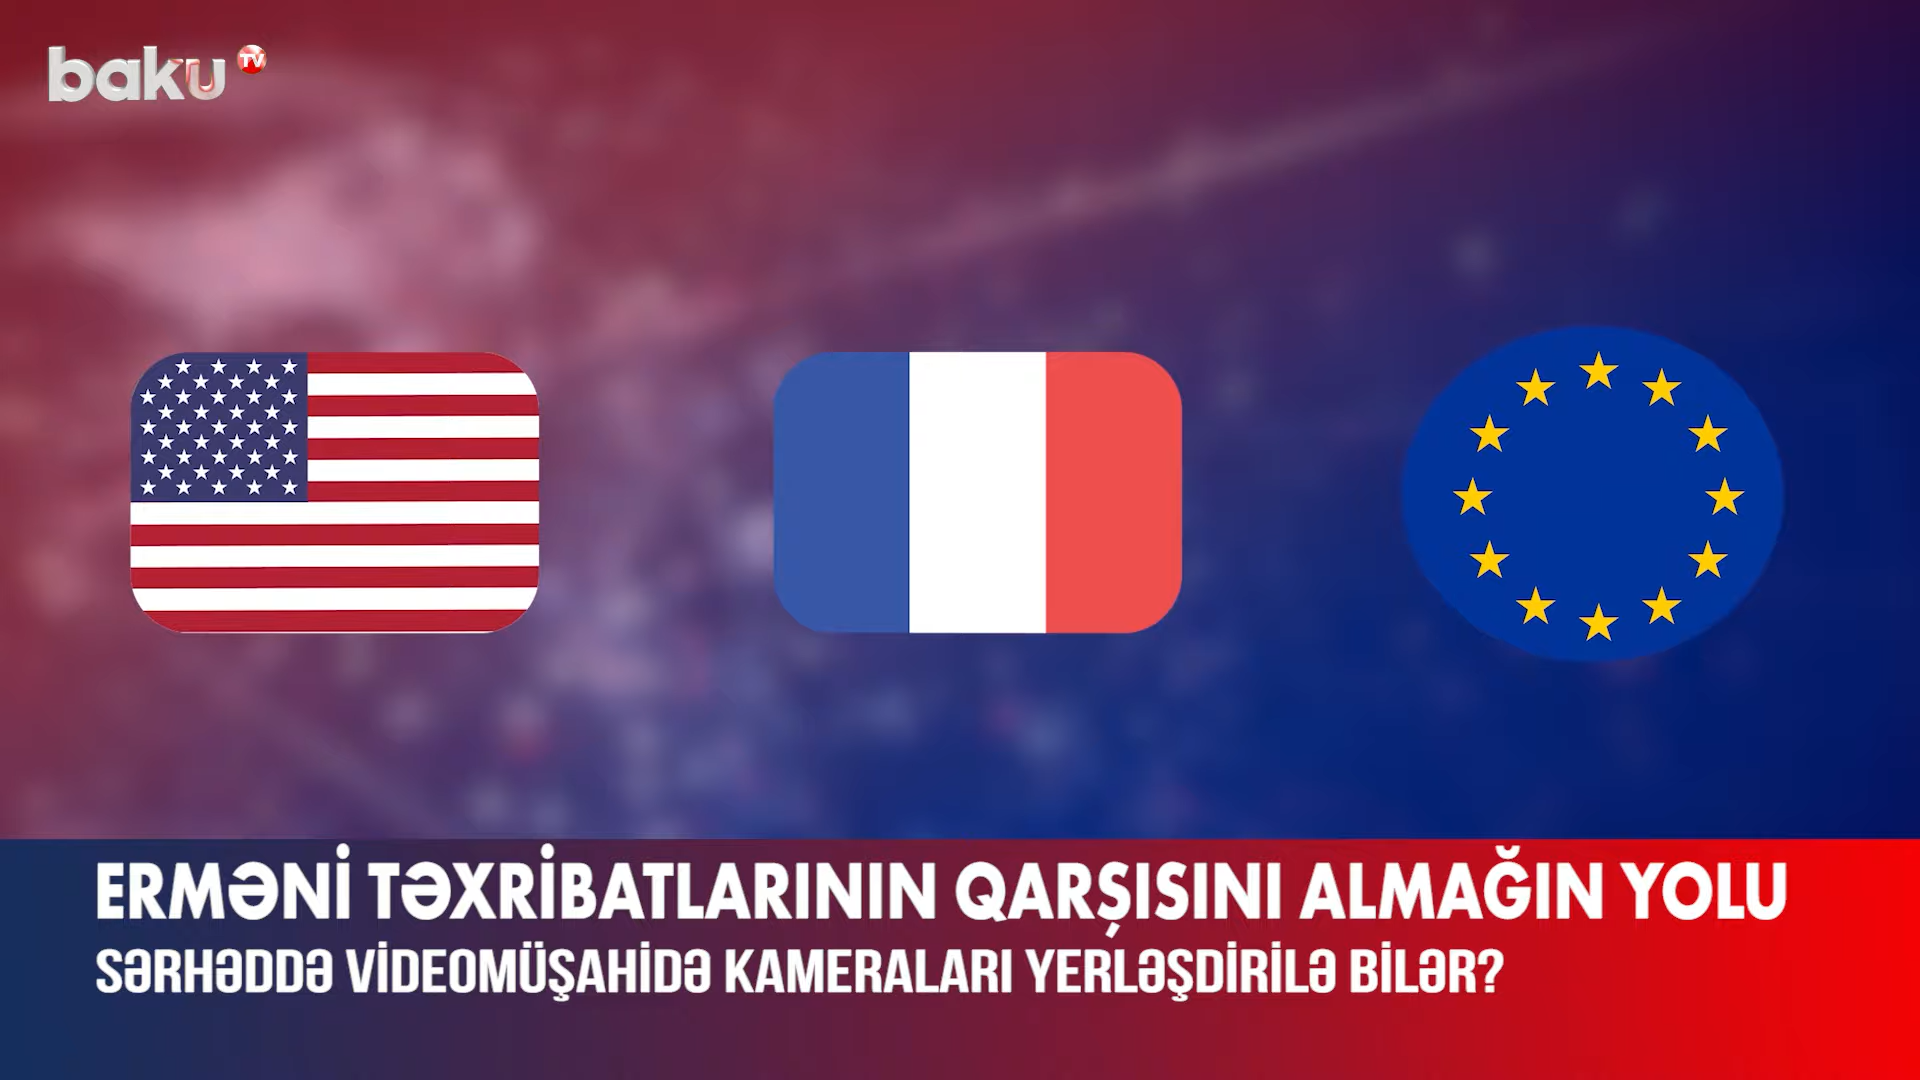 baku TV
ERMƏNİ TƏXRİBATLARININ QARŞISINI ALMAĞIN YOLU
SƏRHƏDDƏ VİDEOMÜŞAHİDƏ KAMERALARI YERLƏŞDİRİLƏ BİLƏR?